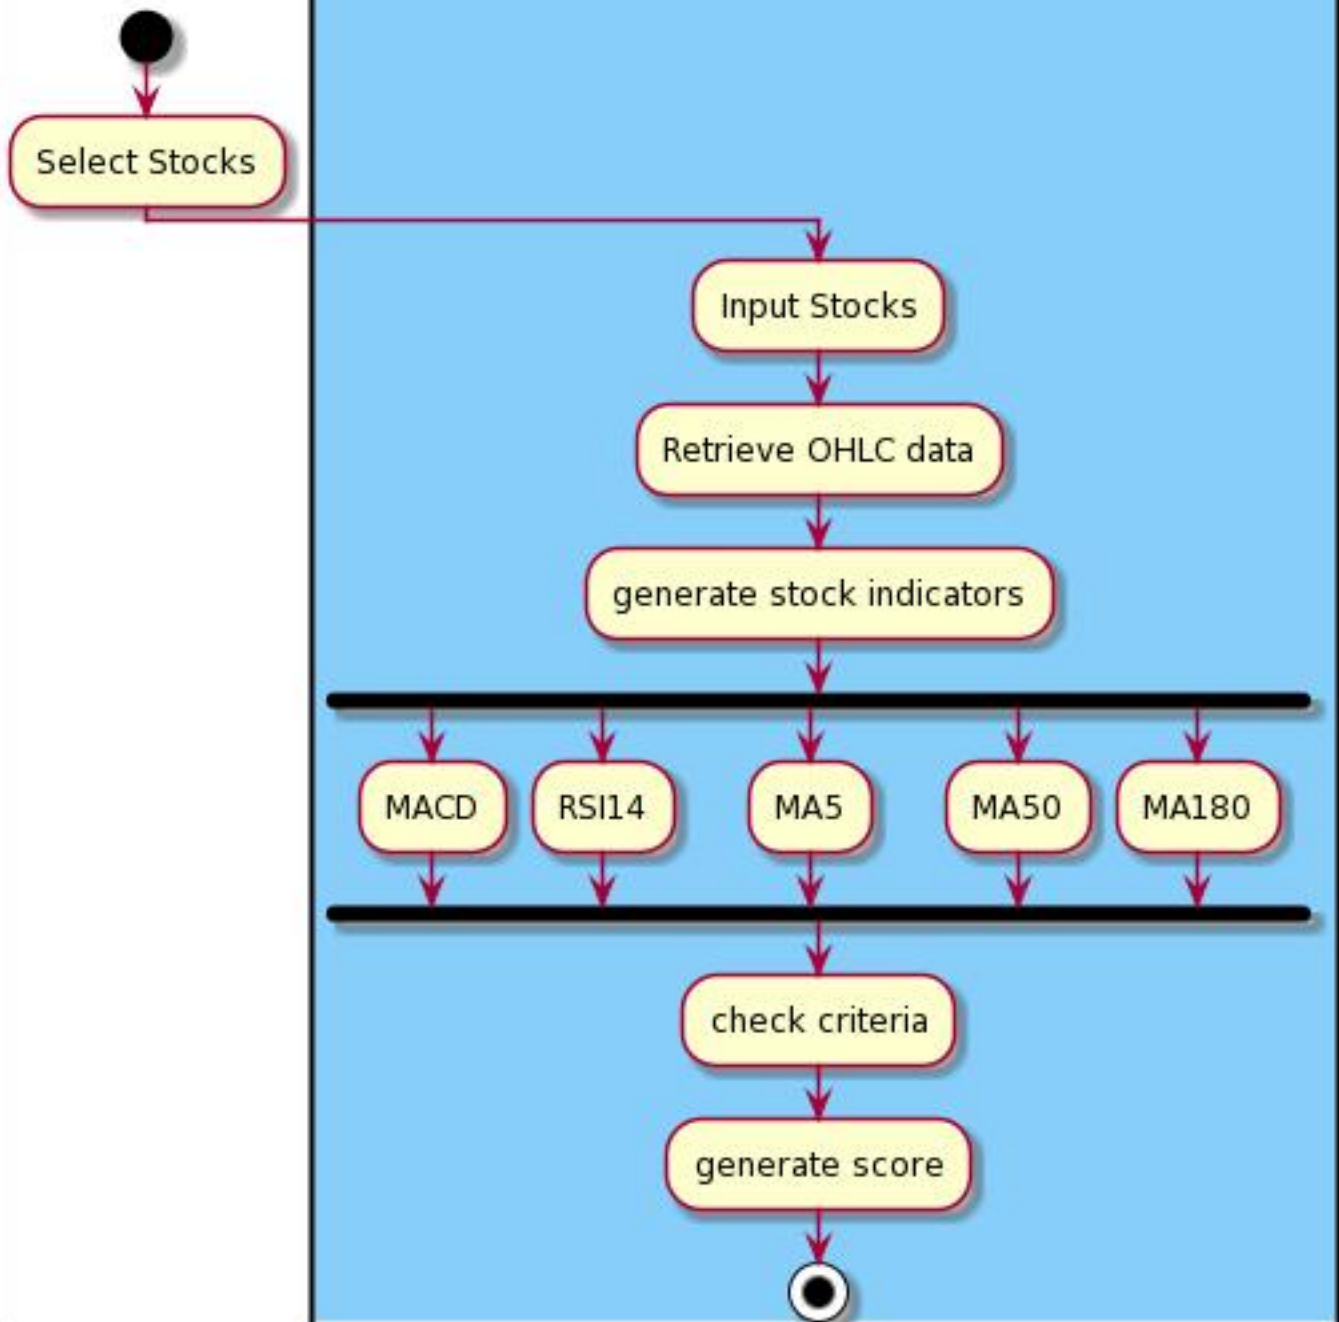 Select Stocks
Input Stocks
Retrieve OHLC data
generate stock indicators
MACD
RSI14
MA5
MA50
MA180
check criteria
generate score